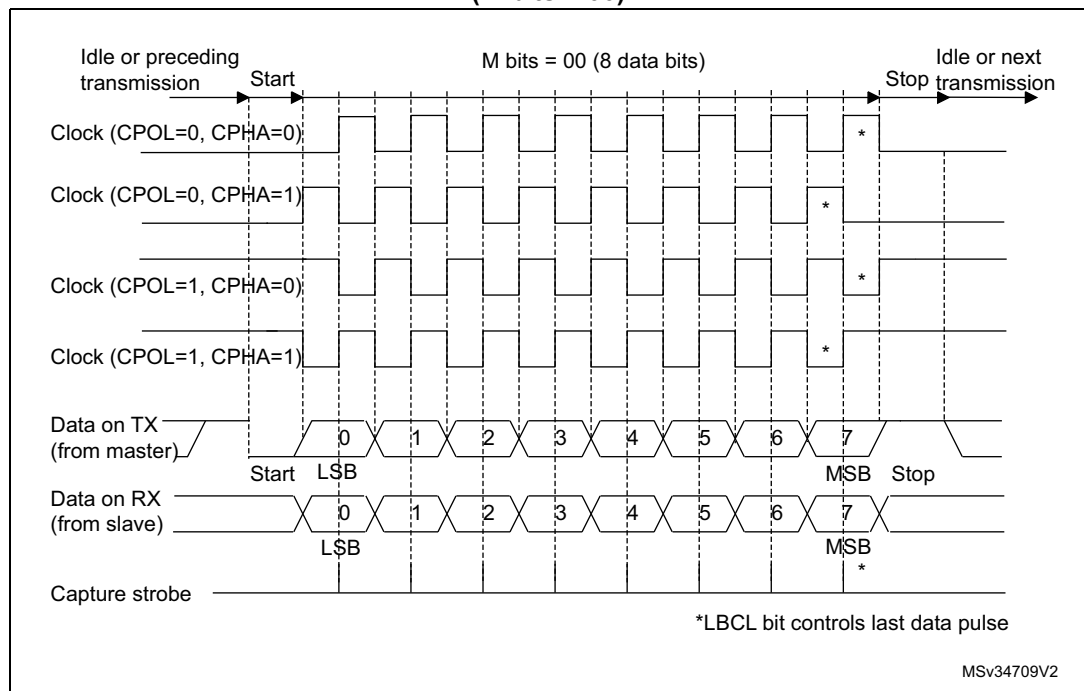 Idle or preceding transmission
Start
M bits = 00 (8 data bits)
Stop
Idle or next transmission
Clock (CPOL=0, CPHA=0)
*
Clock (CPOL=0, CPHA=1)
*
Clock (CPOL=1, CPHA=0)
*
Clock (CPOL=1, CPHA=1)
*
Data on TX (from master)
0 1 2 3 4 5 6 7
Start LSB MSB Stop
Data on RX (from slave)
0 1 2 3 4 5 6 7
LSB MSB
*
Capture strobe
*LBCL bit controls last data pulse
MSv34709V2